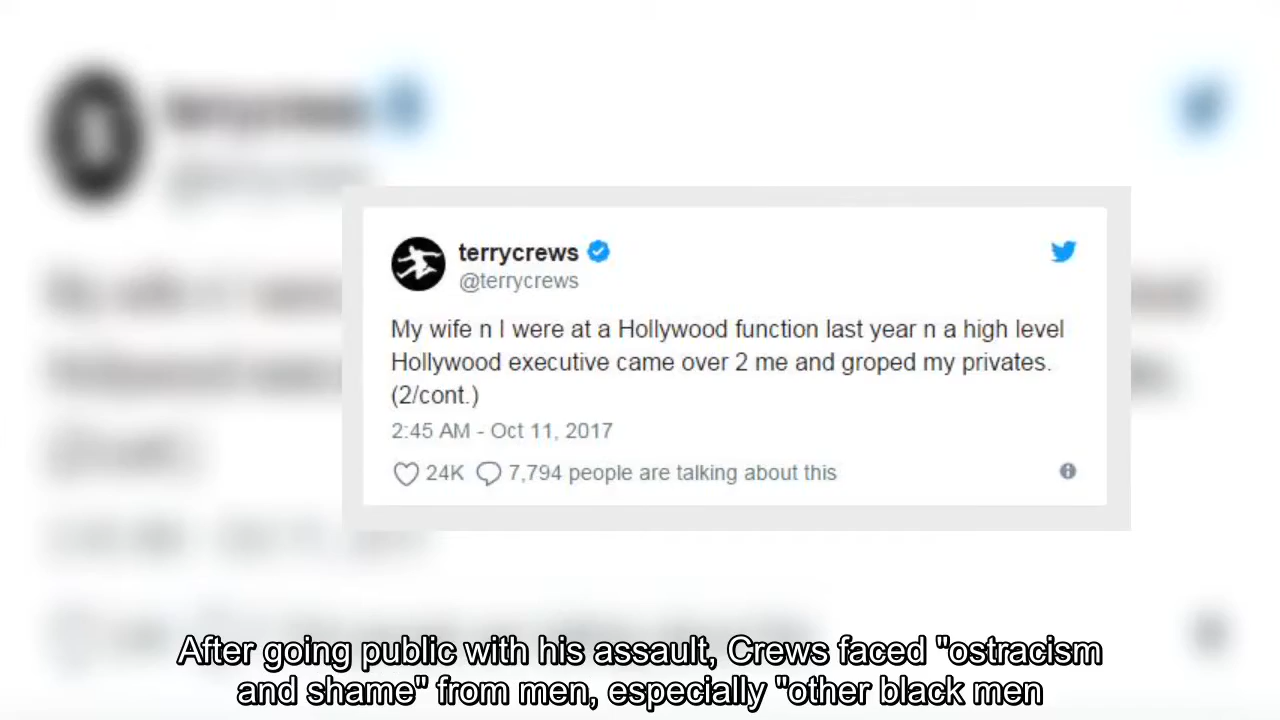 terrycrews
@terrycrews
My wife n I were at a Hollywood function last year n a high level
Hollywood executive came over 2 me and groped my privates.
(2/cont.)
2:45 AM - Oct 11, 2017
24K 7,794 people are talking about this
After going public with his assault, Crews faced "ostracism
and shame" from men, especially "other black men